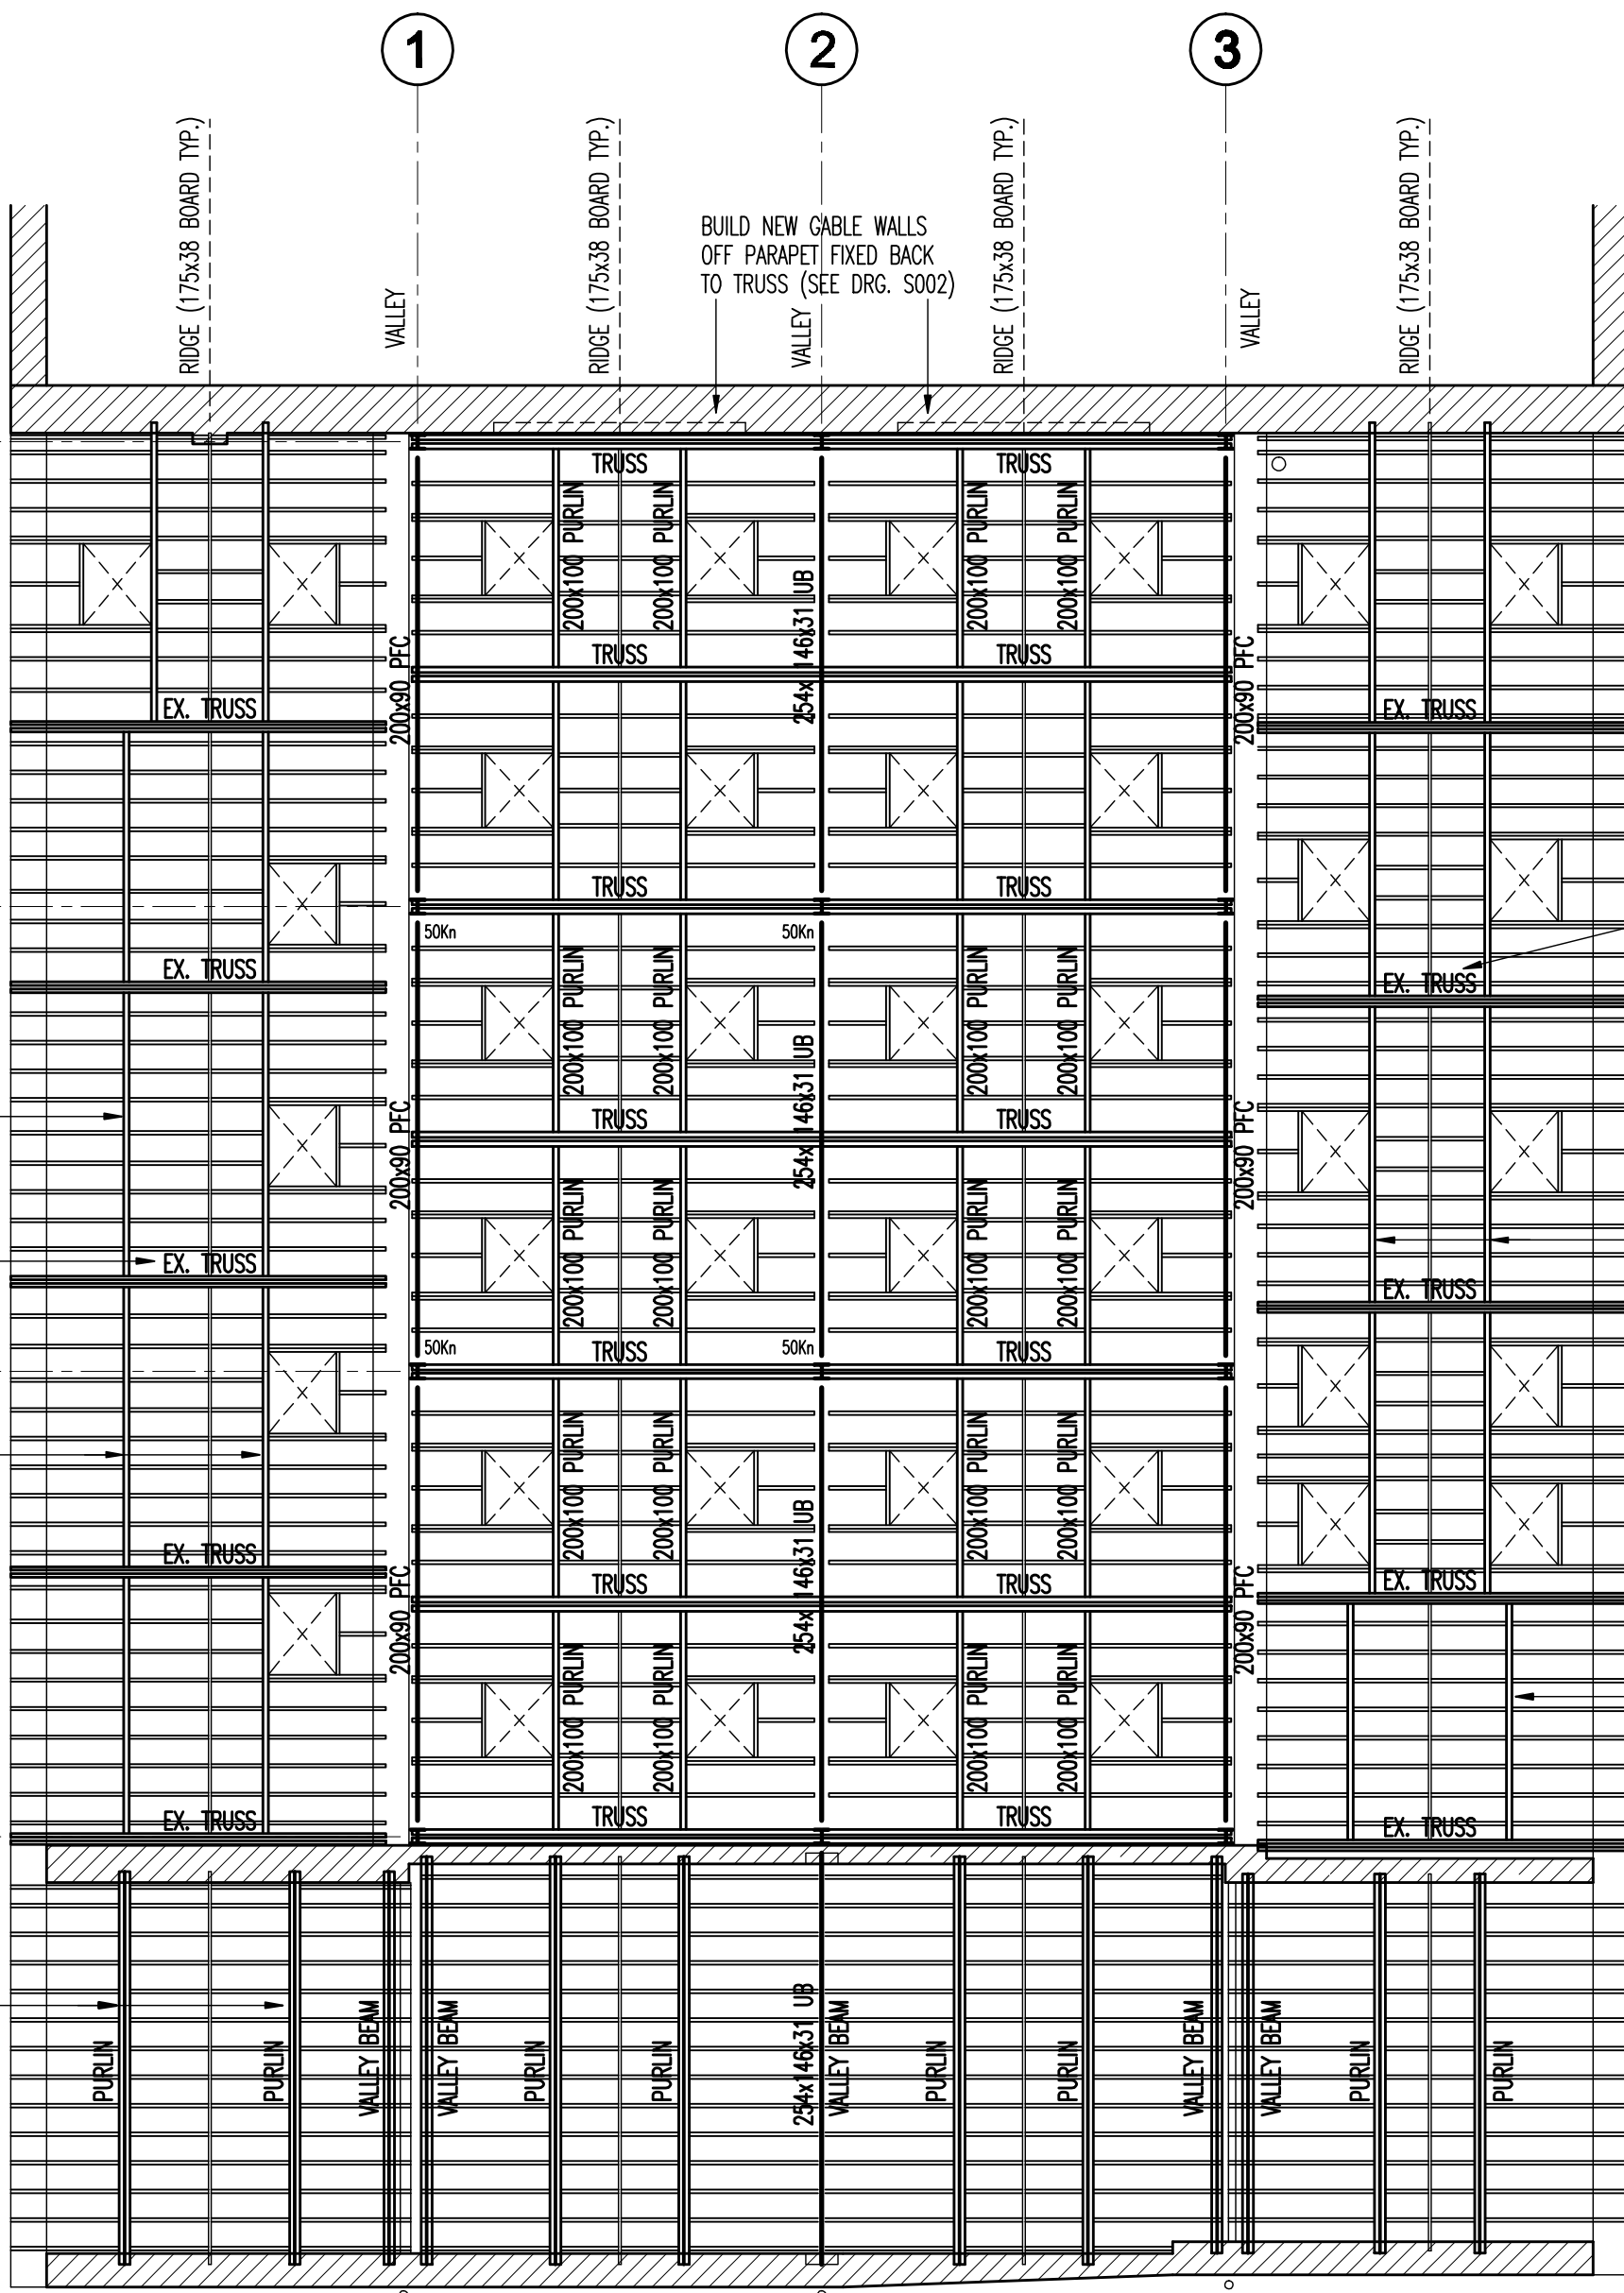 1
2
3
RIDGE (175x38 BOARD TYP.)
VALLEY
RIDGE (175x38 BOARD TYP.)
BUILD NEW GABLE WALLS
OFF PARAPET FIXED BACK
TO TRUSS (SEE DRG. S002)
VALLEY
RIDGE (175x38 BOARD TYP.)
VALLEY
RIDGE (175x38 BOARD TYP.)
TRUSS
TRUSS
200x100 PURLIN
200x100 PURLIN
254x146x31 UB
200x100 PURLIN
200x100 PURLIN
200x90 PFC
TRUSS
TRUSS
200x90 PFC
EX. TRUSS
EX. TRUSS
TRUSS
TRUSS
50Kn
50Kn
EX. TRUSS
EX. TRUSS
200x100 PURLIN
200x100 PURLIN
254x146x31 UB
200x100 PURLIN
200x100 PURLIN
200x90 PFC
TRUSS
TRUSS
200x90 PFC
200x100 PURLIN
200x100 PURLIN
200x100 PURLIN
200x100 PURLIN
EX. TRUSS
EX. TRUSS
50Kn
50Kn
TRUSS
TRUSS
200x100 PURLIN
200x100 PURLIN
254x146x31 UB
200x100 PURLIN
200x100 PURLIN
EX. TRUSS
200x90 PFC
TRUSS
TRUSS
200x90 PFC
EX. TRUSS
200x100 PURLIN
200x100 PURLIN
200x100 PURLIN
200x100 PURLIN
EX. TRUSS
TRUSS
TRUSS
EX. TRUSS
PURLIN
PURLIN
VALLEY BEAM
VALLEY BEAM
PURLIN
PURLIN
254x146x31 UB
VALLEY BEAM
PURLIN
PURLIN
VALLEY BEAM
VALLEY BEAM
PURLIN
PURLIN